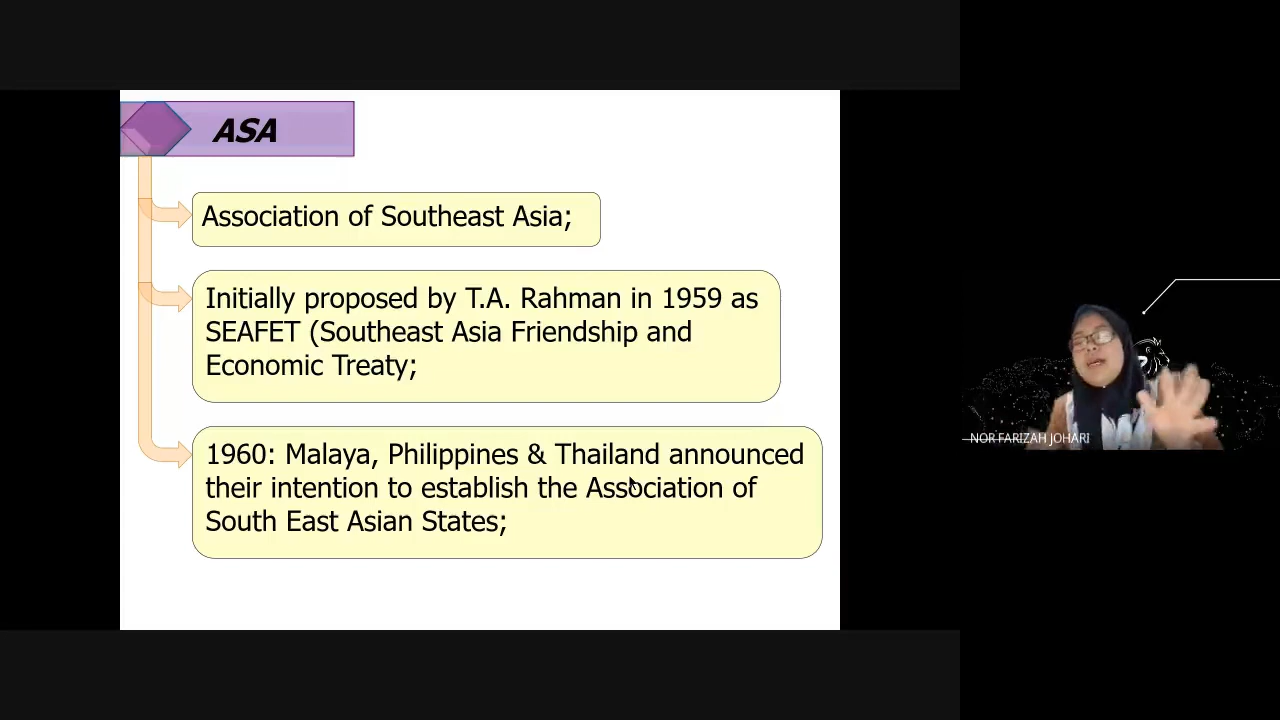 ASA
Association of Southeast Asia;
Initially proposed by T.A. Rahman in 1959 as
SEAFET (Southeast Asia Friendship and
Economic Treaty;
1960: Malaya, Philippines & Thailand announced
their intention to establish the Association of
South East Asian States;
NOR FARIZAH JOHARI